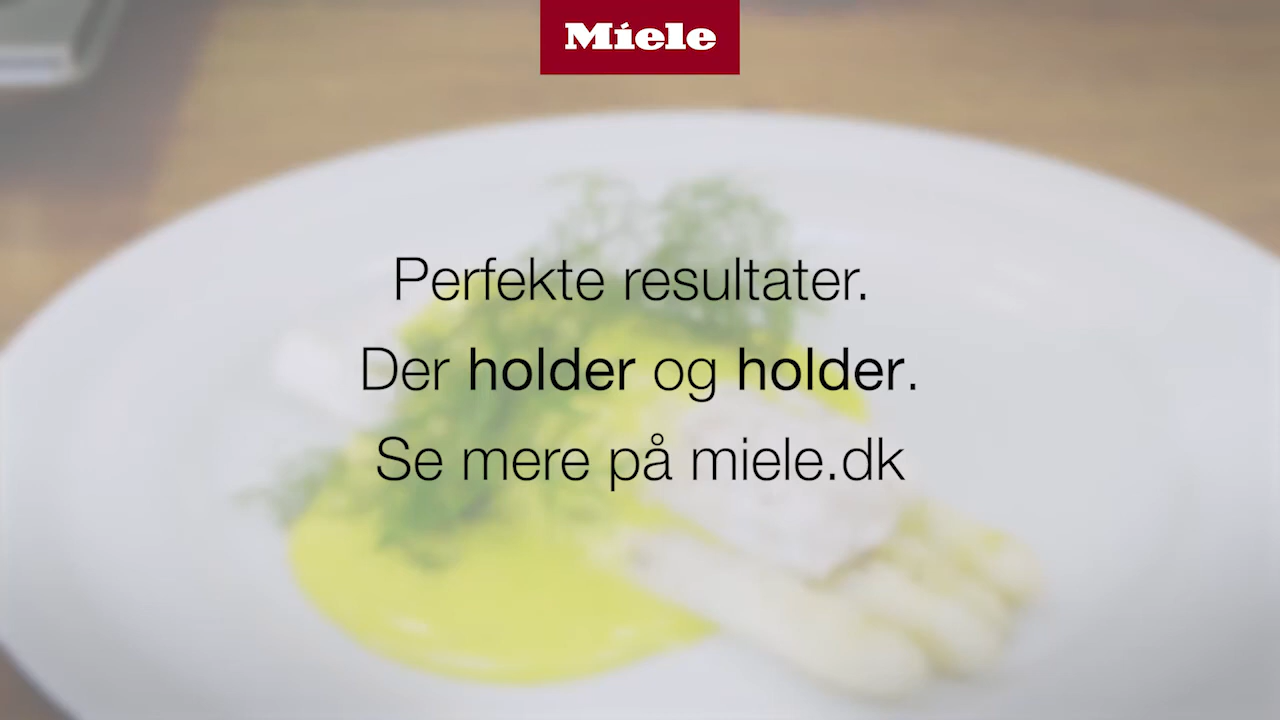 Miele
Perfekte resultater.
Der holder og holder.
Se mere på miele.dk